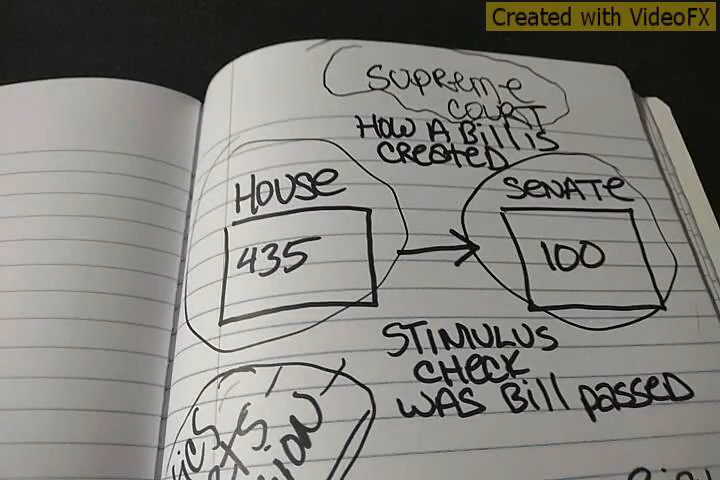 Created with VideoFX
SUPREME
COURT
HOW A Bill is
CREATED
HOUSE
SENATE
435
100
STIMULUS
CHECK
WAS Bill passed